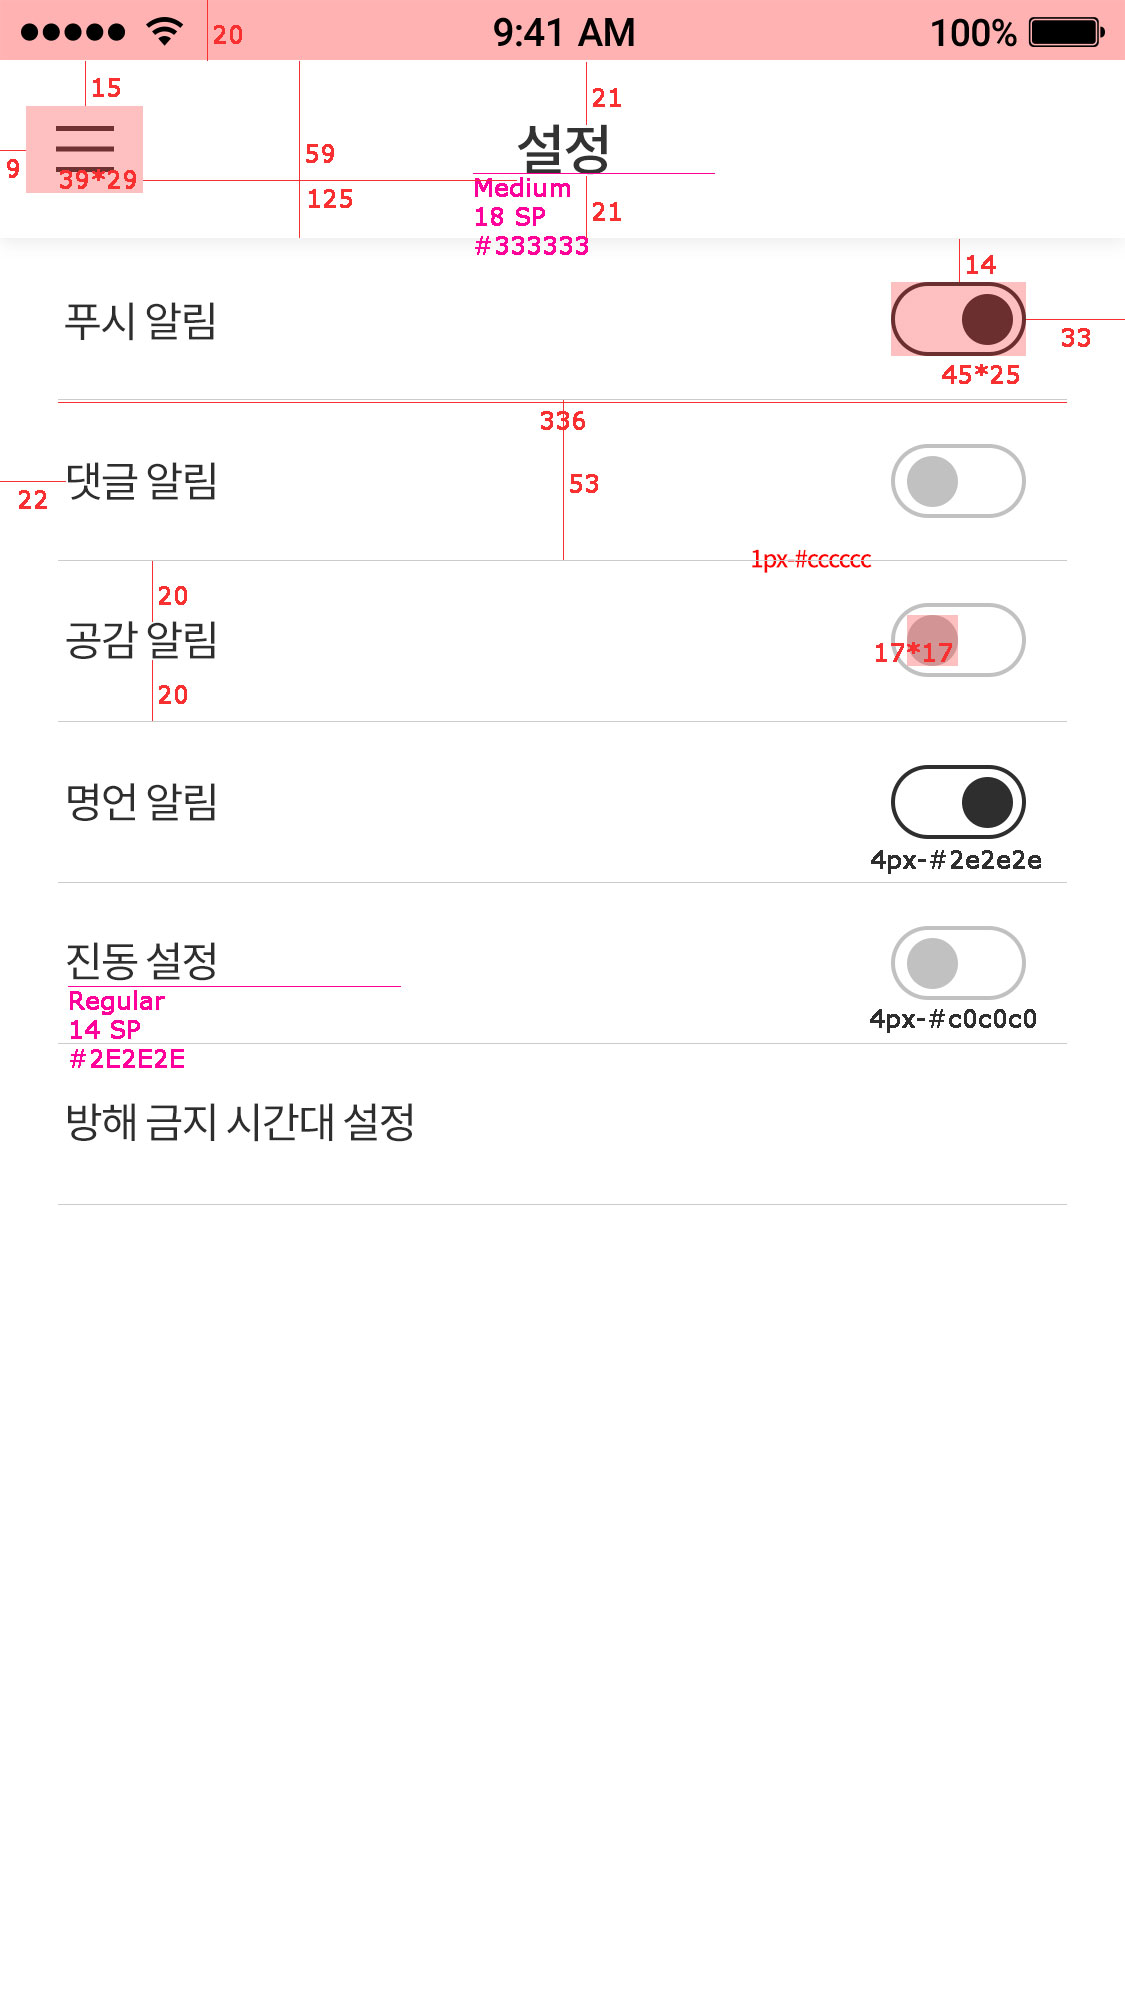 20
9:41 AM
100%
15
21
설정
59
9
39*29
125
Medium
18 SP
#333333
21
14
푸시 알림
33
45*25
336
댓글 알림
53
22
1px-#cccccc
20
공감 알림
17*17
20
명언 알림
4px-#2e2e2e
진동 설정
Regular
14 SP
#2E2E2E
4px-#c0c0c0
방해 금지 시간대 설정